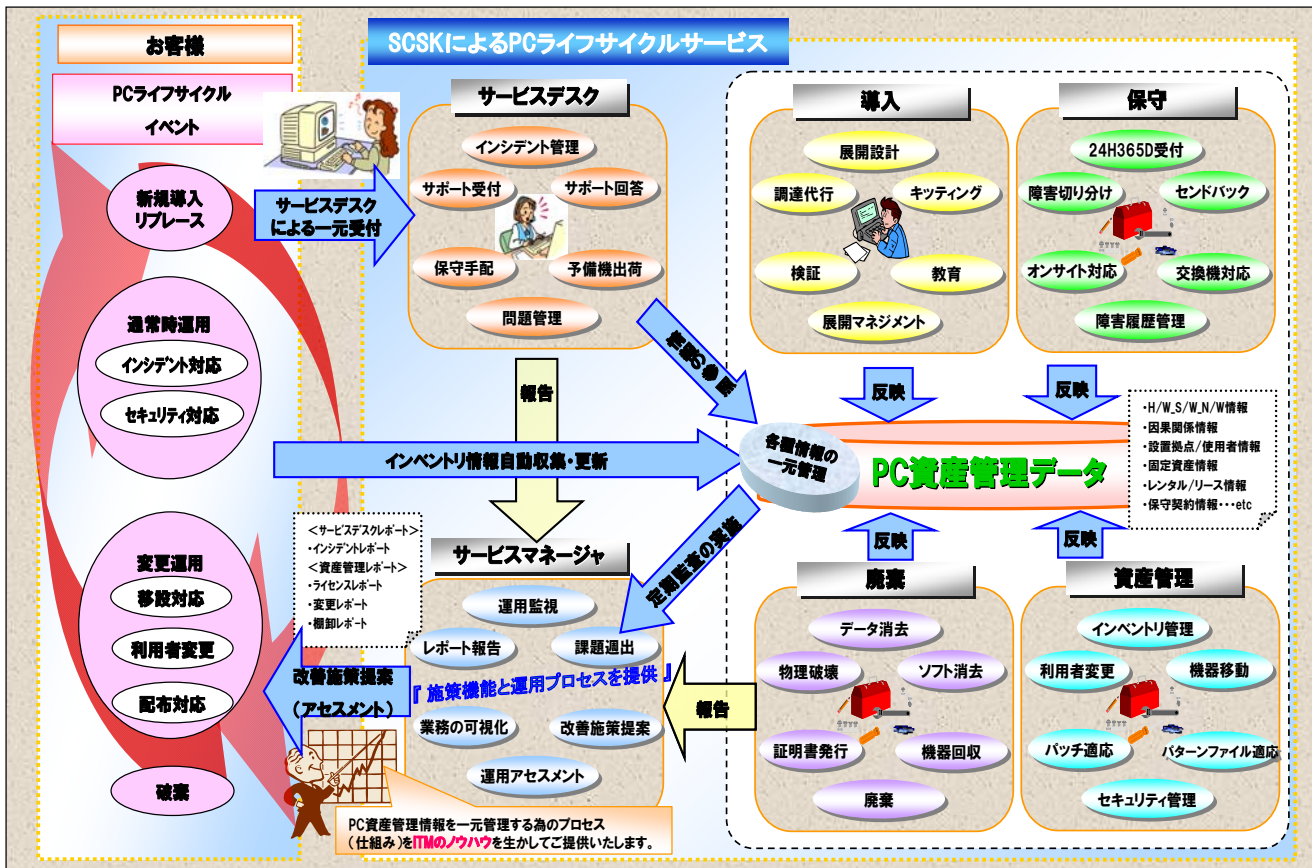 お客様
SCSKによるPCライフサイクルサービス
PCライフサイクル
イベント
新規導入
リプレース
通常時運用
インシデント対応
セキュリティ対応
変更運用
移設対応
利用者変更
配布対応
破棄
サービスデスク
による一元受付
サービスデスク
インシデント管理
サポート受付
サポート回答
保守手配
予備機出荷
問題管理
導入
展開設計
調達代行
キッティング
検証
教育
展開マネジメント
保守
24H365D受付
障害切り分け
センドバック
オンサイト対応
交換機対応
障害履歴管理
情報の参照
報告
反映
反映
インベントリ情報自動収集・更新
各種情報の
一元管理
PC資産管理データ
・H/W_S/W_N/W情報
・因果関係情報
・設置拠点/使用者情報
・固定資産情報
・レンタル/リース情報
・保守契約情報・・・etc
反映
反映
定期監査の実施
<サービスデスクレポート>
・インシデントレポート
<資産管理レポート>
・ライセンスレポート
・変更レポート
・棚卸レポート
サービスマネージャ
運用監視
レポート報告
課題週出
『 施策機能と運用プロセスを提供 』
業務の可視化
改善施策提案
運用アセスメント
改善施策提案
(アセスメント)
報告
廃棄
データ消去
物理破壊
ソフト消去
証明書発行
機器回収
廃棄
資産管理
インベントリ管理
利用者変更
機器移動
パッチ適応
パターンファイル適応
セキュリティ管理
PC資産管理情報を一元管理する為のプロセス
(仕組み)をITMのノウハウを生かしてご提供いたします。